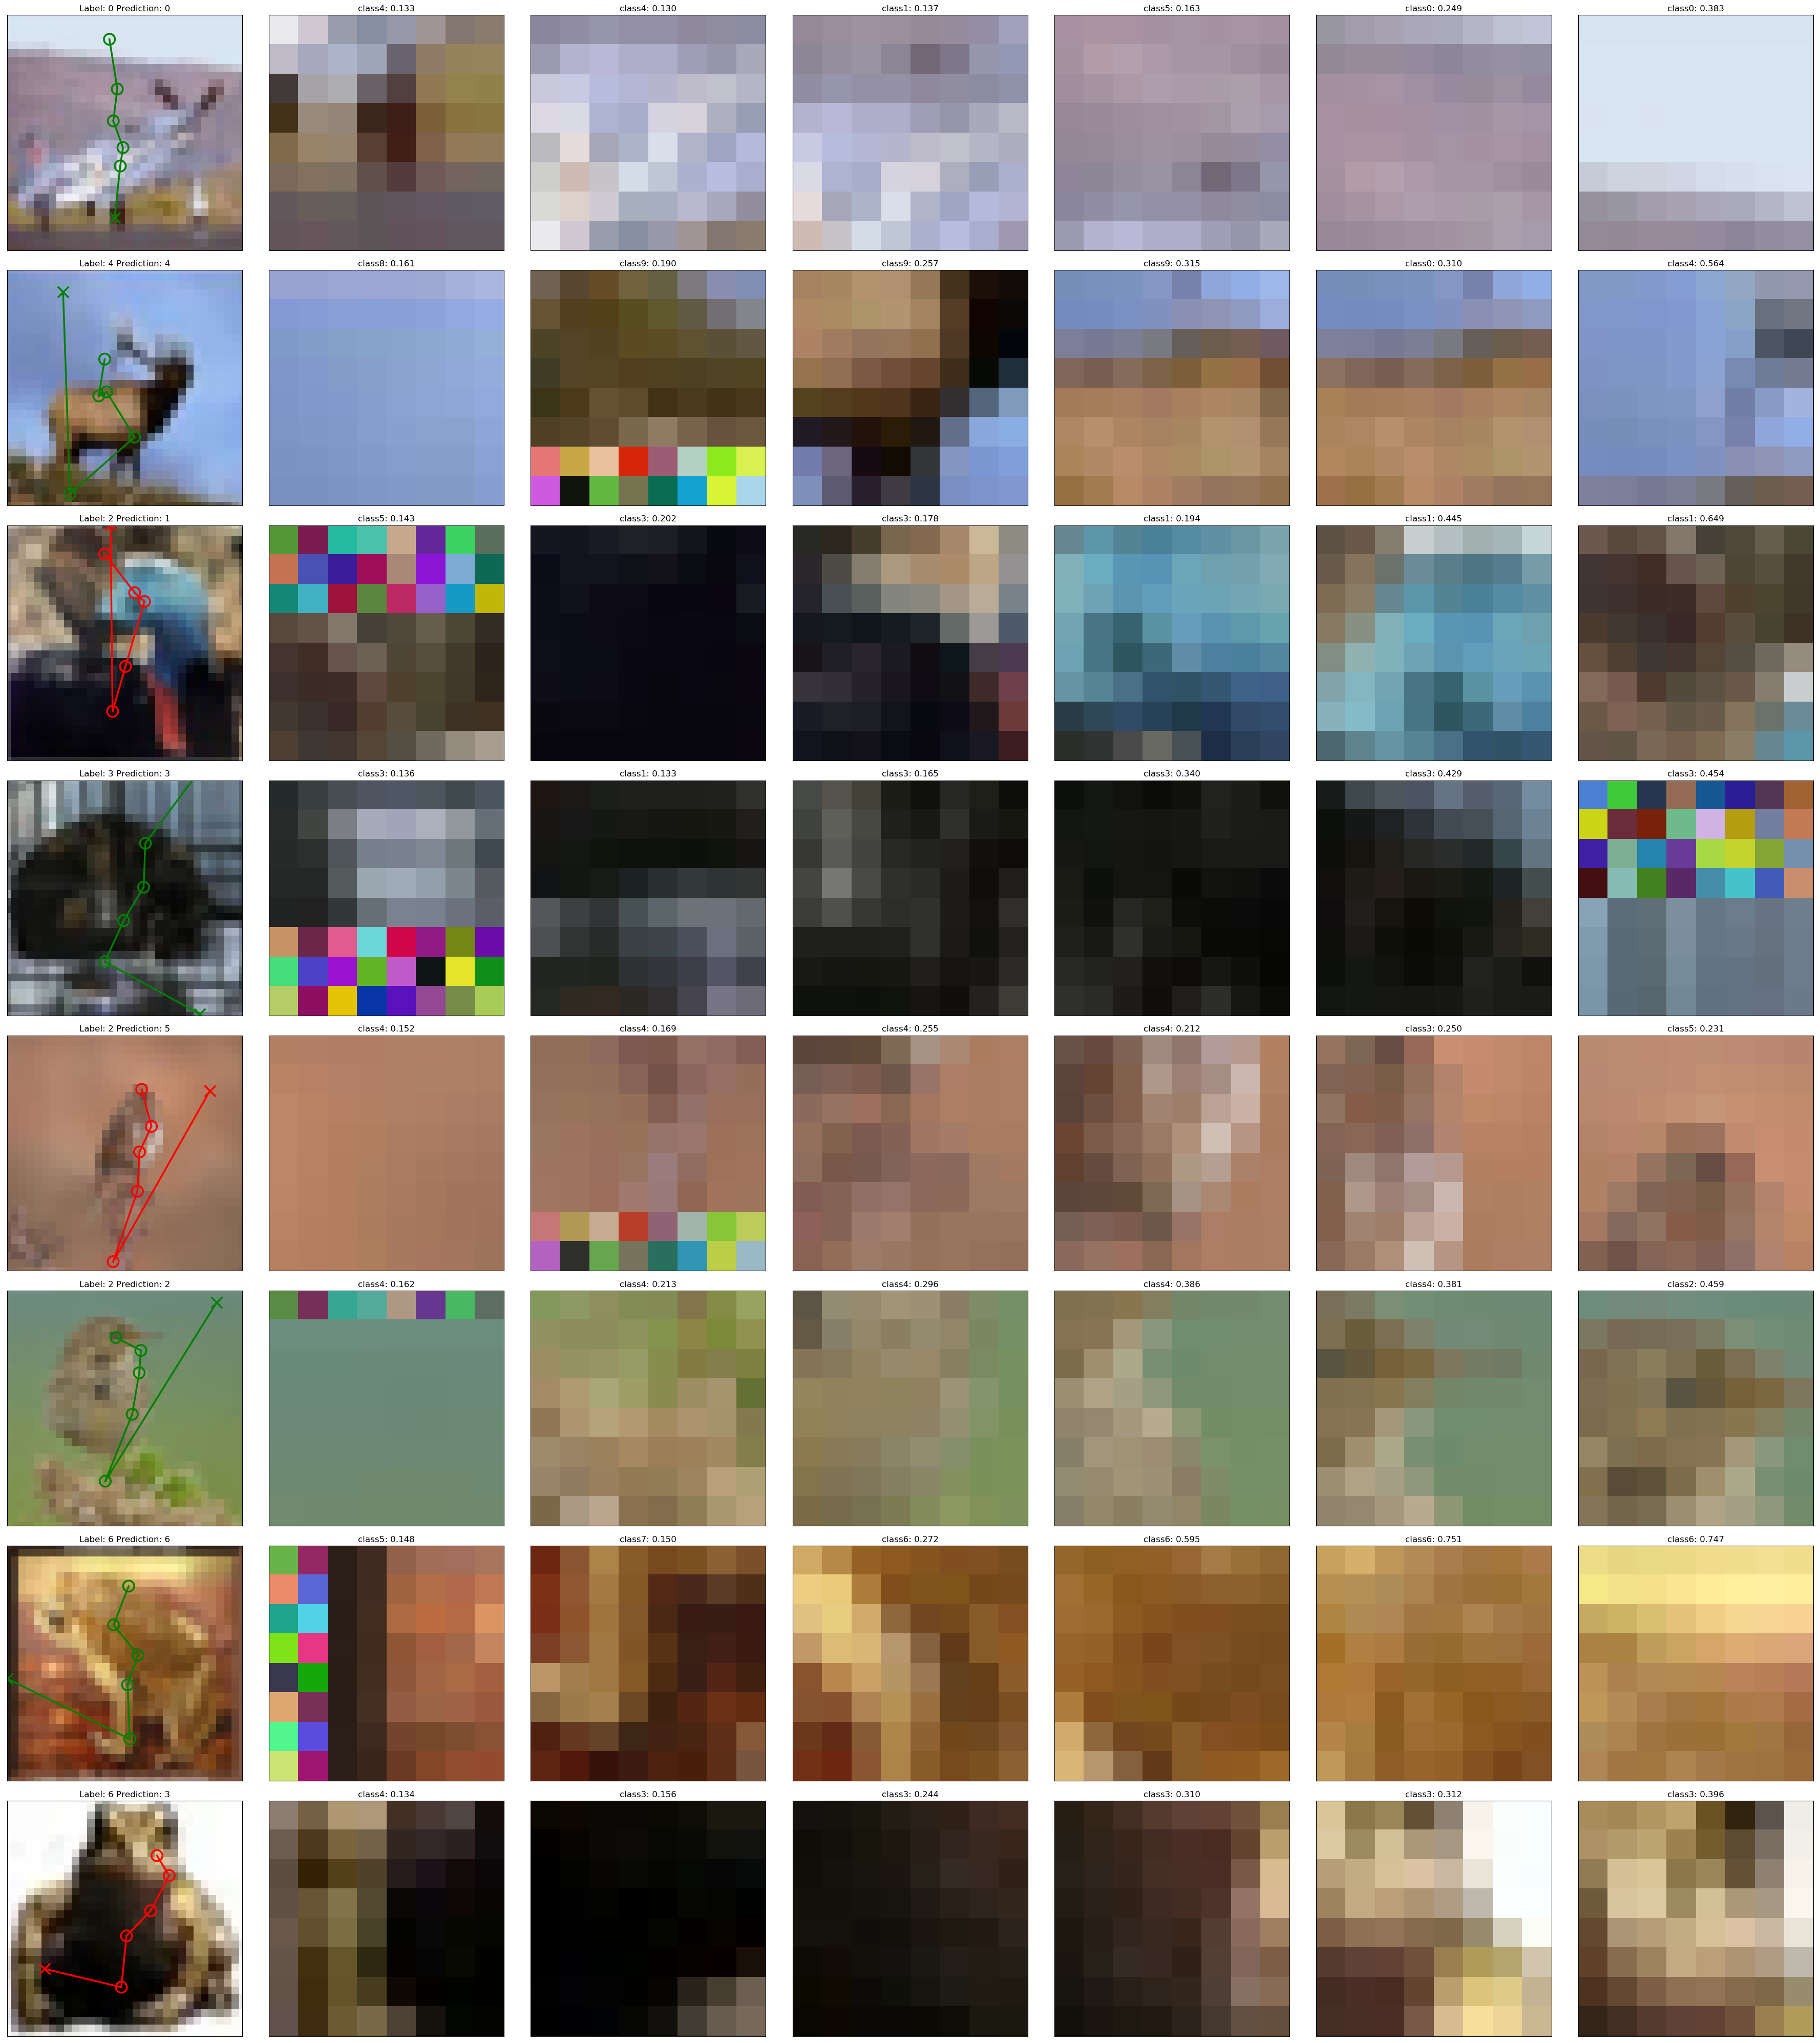 Label: 0 Prediction: 0 class4: 0.133 class4: 0.130 class1: 0.137 class5: 0.163 class0: 0.249 class0: 0.383
Label: 4 Prediction: 4 class8: 0.161 class9: 0.190 class9: 0.257 class9: 0.315 class0: 0.310 class4: 0.564
Label: 2 Prediction: 1 class5: 0.143 class3: 0.202 class3: 0.178 class1: 0.194 class1: 0.445 class1: 0.649
Label: 3 Prediction: 3 class3: 0.136 class1: 0.133 class3: 0.165 class3: 0.340 class3: 0.429 class3: 0.454
Label: 2 Prediction: 5 class4: 0.152 class4: 0.169 class4: 0.255 class4: 0.212 class3: 0.250 class5: 0.231
Label: 2 Prediction: 2 class4: 0.162 class4: 0.213 class4: 0.296 class4: 0.386 class4: 0.381 class2: 0.459
Label: 6 Prediction: 6 class5: 0.148 class7: 0.150 class6: 0.272 class6: 0.595 class6: 0.751 class6: 0.747
Label: 6 Prediction: 3 class4: 0.134 class3: 0.156 class3: 0.244 class3: 0.310 class3: 0.312 class3: 0.396